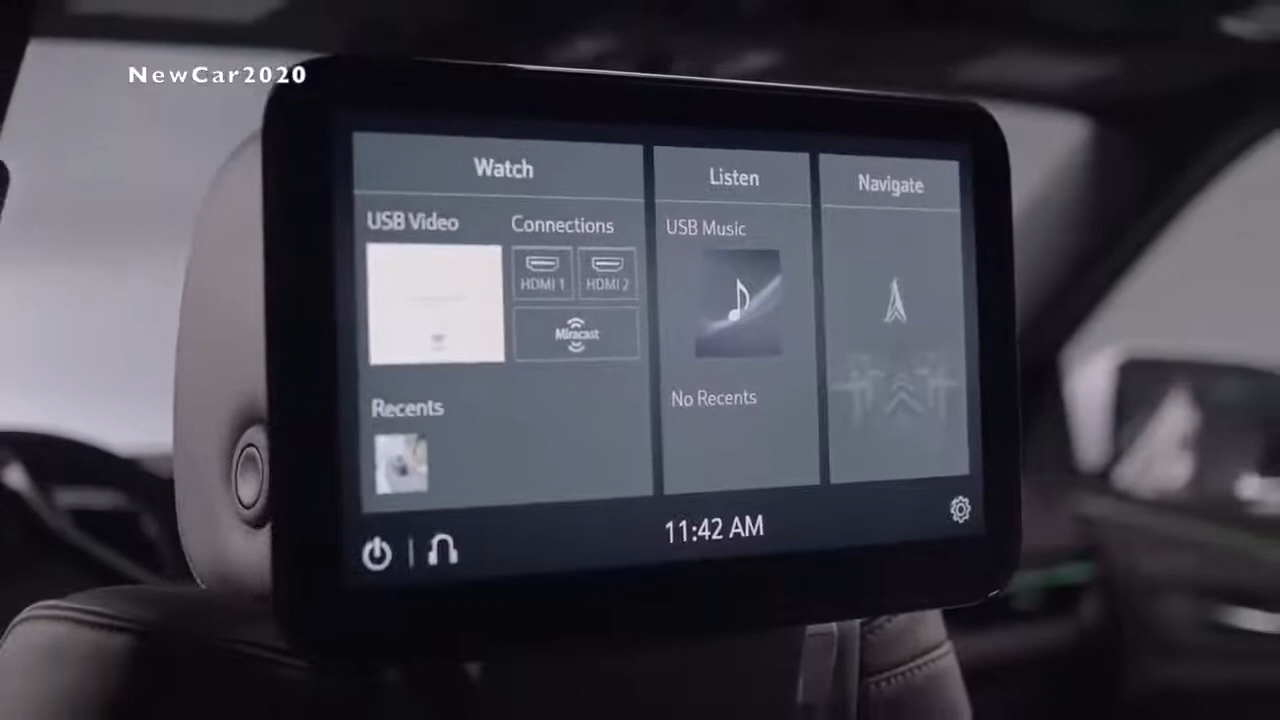 NewCar2020
Watch
USB Video
Connections
HDMI 1
HDMI 2
Miracast
Recents
Listen
USB Music
No Recents
Navigate
11:42 AM